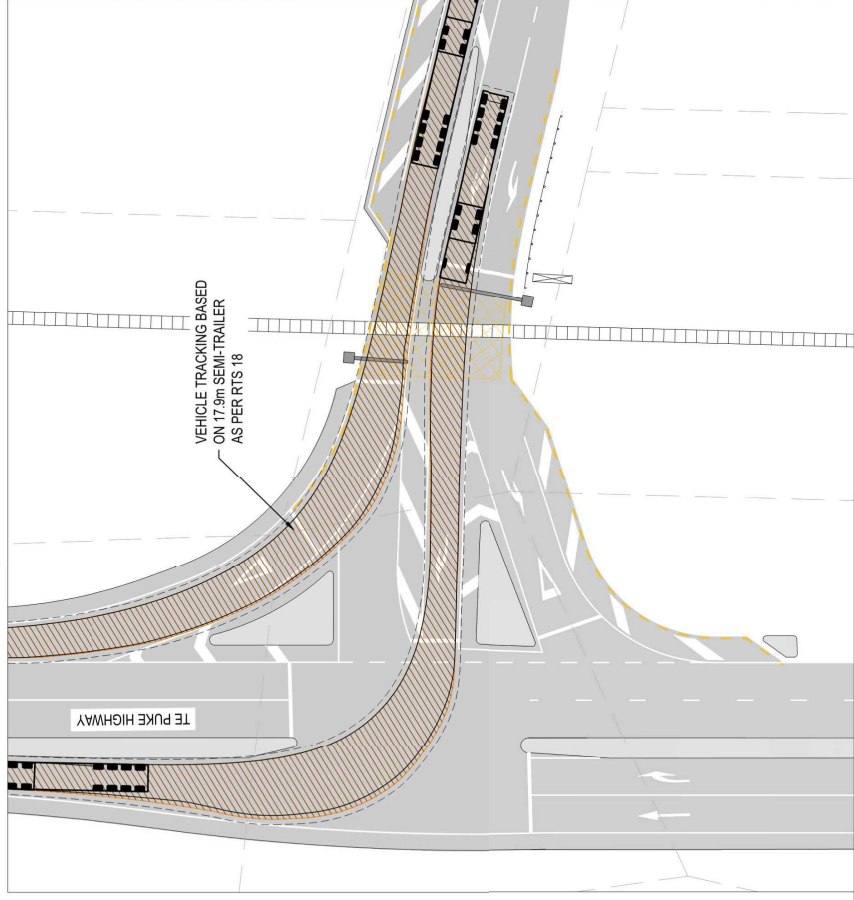 VEHICLE TRACKING BASED
ON 17.9m SEMI-TRAILER
AS PER RTS 18
TE PUKE HIGHWAY